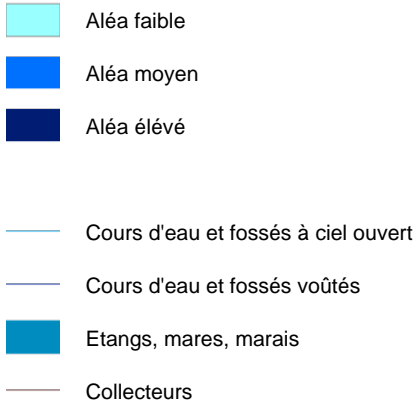 Aléa faible
Aléa moyen
Aléa élévé
Cours d'eau et fossés à ciel ouvert
Cours d'eau et fossés voûtés
Etangs, mares, marais
Collecteurs